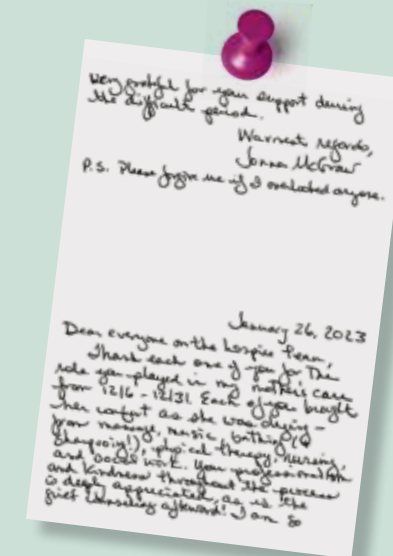 very grateful for your support during
the difficult period.
Warmest regards,
McGraw
P.S. Please forgive me if I overlooked anyone.
January 26, 2023
Dear everyone on the hospice team,
Thank each one of you for the
role you played in my mother's care
from 12/6 - 12/31. Each of you brought
her comfort as she was dying -
from massage, music, bathing (&
shampooing!), physical therapy, nursing,
and social work. Your professionalism
and kindness throughout the process
is deeply appreciated, as is the
grief counseling afterward! I am so